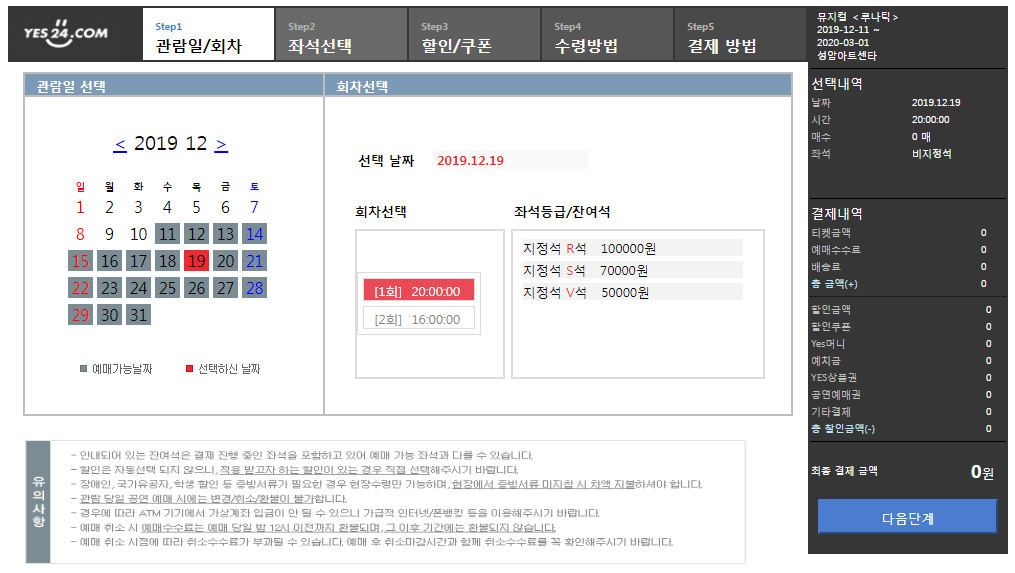 YES24.COM
Step1
관람일/회차
Step2
좌석선택
Step3
할인/쿠폰
Step4
수령방법
Step5
결제 방법
관람일 선택
< 2019 12 >
일 월 화 수 목 금 토
1 2 3 4 5 6 7
8 9 10 11 12 13 14
15 16 17 18 19 20 21
22 23 24 25 26 27 28
29 30 31
예매가능날짜 선택하신 날짜
회차선택
선택 날짜 2019.12.19
회차선택
[1회] 20:00:00
[2회] 16:00:00
좌석등급/잔여석
지정석 R석 100000원
지정석 S석 70000원
지정석 V석 50000원
유의사항
- 안내되어 있는 잔여석은 결제 진행 중인 좌석을 포함하고 있어 예매 가능 좌석과 다를 수 있습니다.
- 할인은 자동선택 되지 않으니, 적용 받고자 하는 할인이 있는 경우 직접 선택해주시기 바랍니다.
- 장애인, 국가유공자, 학생 할인 등 증빙서류가 필요한 경우 현장수령만 가능하며, 현장에서 증빙서류 미지참 시 차액 지불하셔야 합니다.
- 관람 당일 공연 예매 시에는 변경/취소/환불이 불가합니다.
- 경우에 따라 ATM 기기에서 가상계좌 입금이 안 될 수 있으니 가급적 인터넷/폰뱅킹 등을 이용해주시기 바랍니다.
- 예매 취소 시 예매수수료는 예매 당일 밤 12시 이전까지 환불되며, 그 이후 기간에는 환불되지 않습니다.
- 예매 취소 시점에 따라 취소수수료가 부과될 수 있습니다. 예매 후 취소마감시간과 함께 취소수수료를 꼭 확인해주시기 바랍니다.
뮤지컬 <루나틱>
2019-12-11 ~
2020-03-01
성암아트센타
선택내역
날짜 2019.12.19
시간 20:00:00
매수 0 매
좌석 비지정석
결제내역
티켓금액 0
예매수수료 0
배송료 0
총 금액(+) 0
할인금액 0
할인쿠폰 0
Yes머니 0
예치금 0
YES상품권 0
공연예매권 0
기타결제 0
총 할인금액(-) 0
최종 결제 금액 0원
다음단계